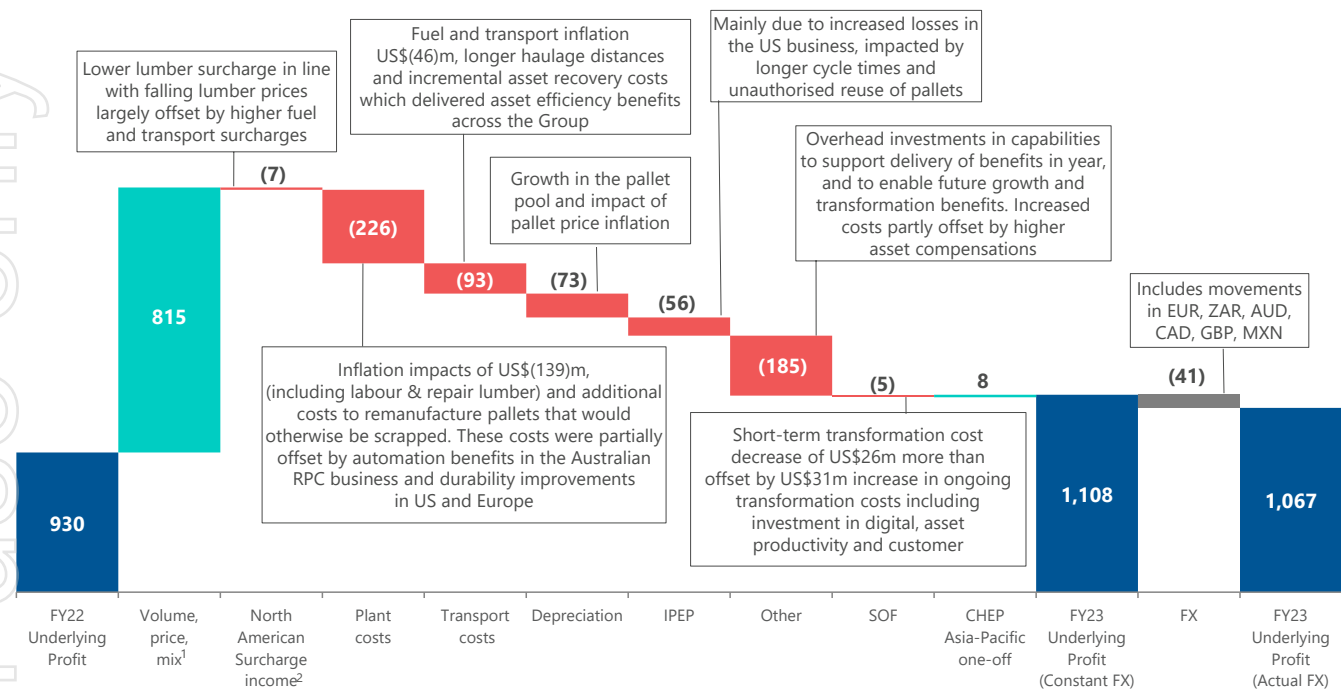 Lower lumber surcharge in line
with falling lumber prices
largely offset by higher fuel
and transport surcharges
Fuel and transport inflation
US$(46)m, longer haulage distances
and incremental asset recovery costs
which delivered asset efficiency benefits
across the Group
Mainly due to increased losses in
the US business, impacted by
longer cycle times and
unauthorised reuse of pallets
Growth in the pallet
pool and impact of
pallet price inflation
Overhead investments in capabilities
to support delivery of benefits in year,
and to enable future growth and
transformation benefits. Increased
costs partly offset by higher
asset compensations
Includes movements
in EUR, ZAR, AUD,
CAD, GBP, MXN
930
815
(7)
(226)
(93)
(73)
(56)
(185)
(5)
8
1,108
(41)
1,067
Inflation impacts of US$(139)m,
(including labour & repair lumber) and additional
costs to remanufacture pallets that would
otherwise be scrapped. These costs were partially
offset by automation benefits in the Australian
RPC business and durability improvements
in US and Europe
Short-term transformation cost
decrease of US$26m more than
offset by US$31m increase in ongoing
transformation costs including
investment in digital, asset
productivity and customer
FY22
Underlying
Profit
Volume,
price,
mix1
North
American
Surcharge
income2
Plant
costs
Transport
costs
Depreciation
IPEP
Other
SOF
CHEP
Asia-Pacific
one-off
FY23
Underlying
Profit
(Constant FX)
FX
FY23
Underlying
Profit
(Actual FX)